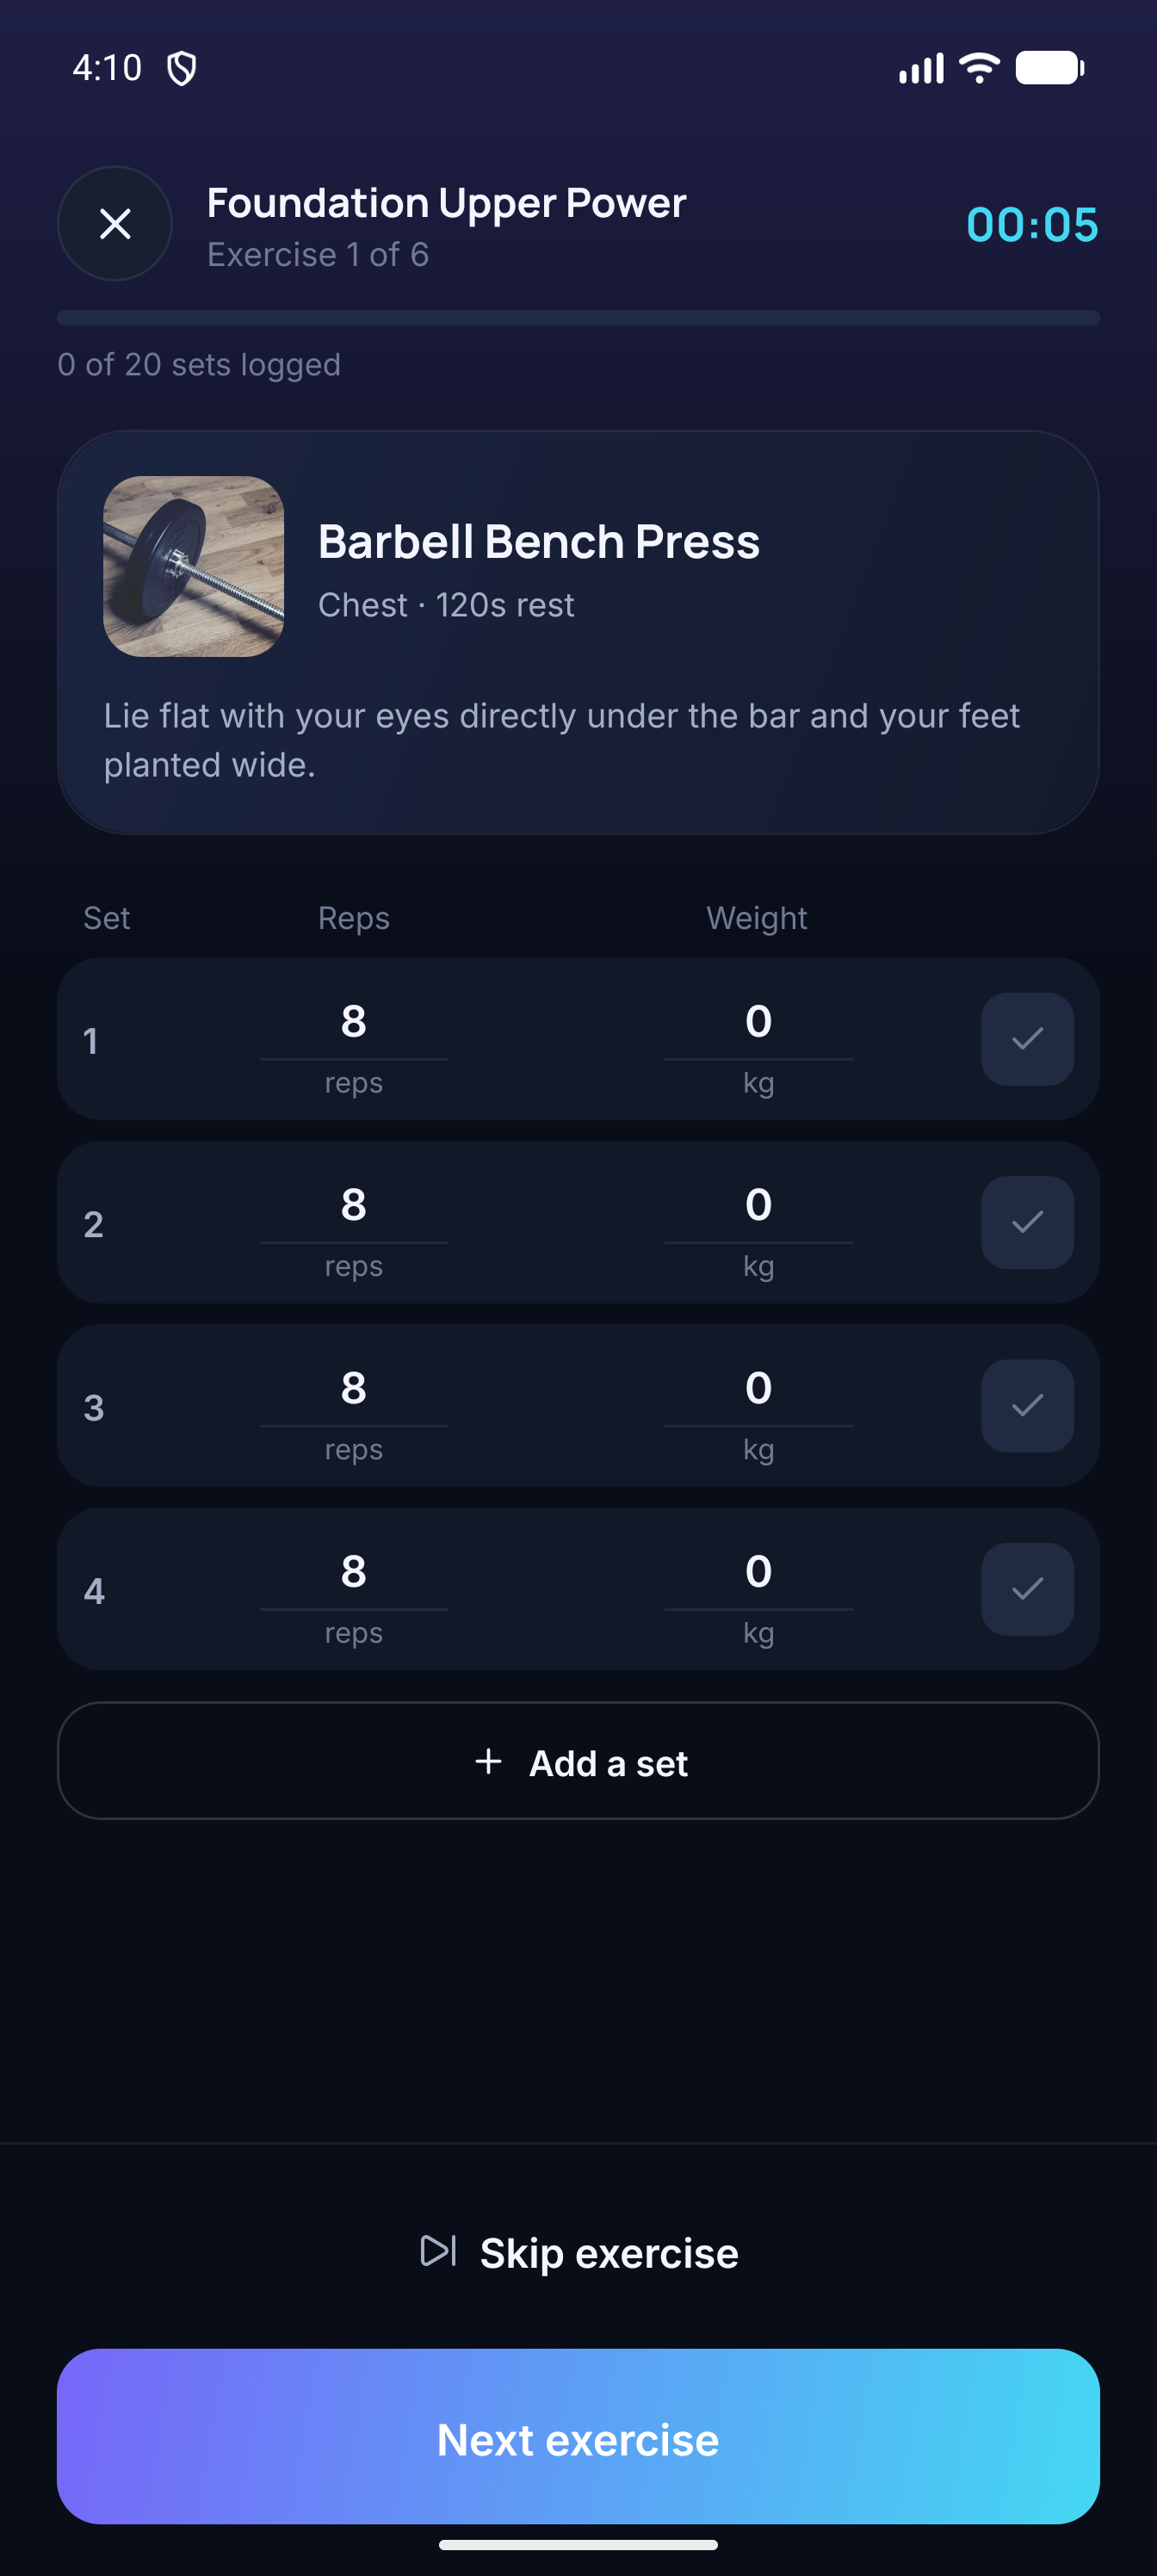 4:10
Foundation Upper Power
Exercise 1 of 6
00:05
0 of 20 sets logged
Barbell Bench Press
Chest · 120s rest
Lie flat with your eyes directly under the bar and your feet
planted wide.
Set Reps Weight
1 8 reps 0 kg
2 8 reps 0 kg
3 8 reps 0 kg
4 8 reps 0 kg
Add a set
Skip exercise
Next exercise